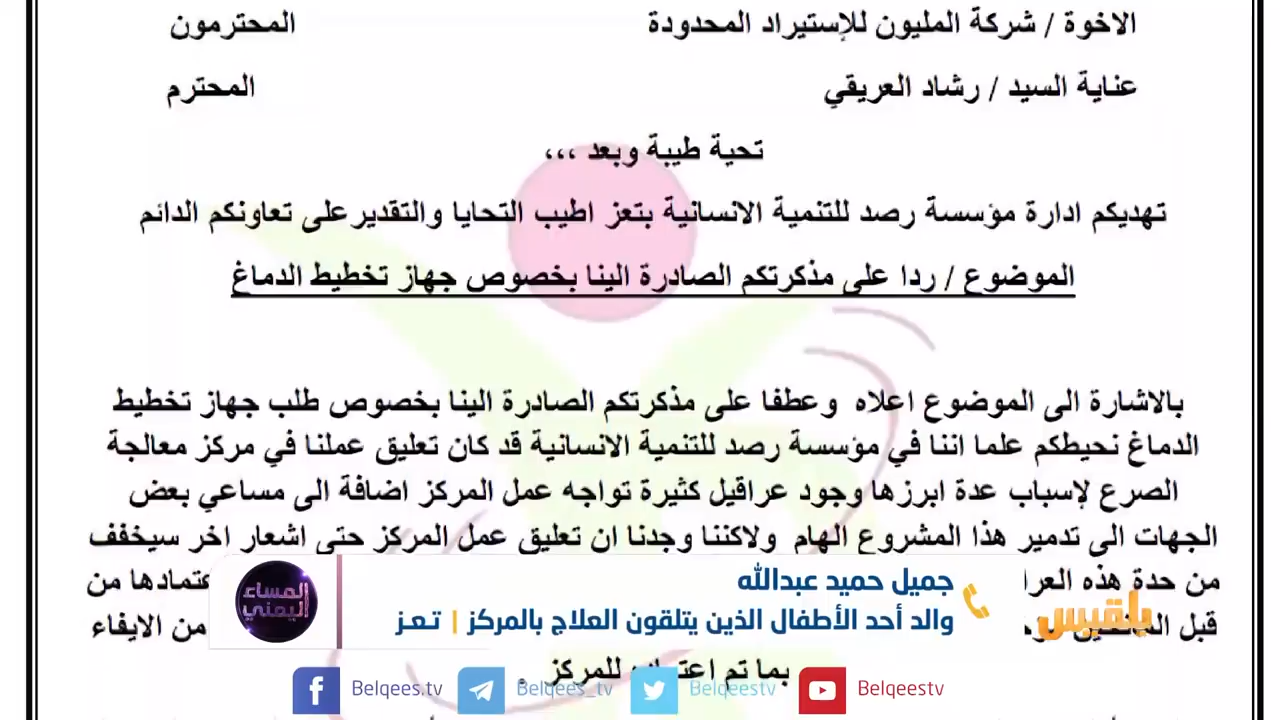 الاخوة / شركة المليون للإستيراد المحدودة المحترمون
عناية السيد / رشاد العريقي المحترم
تحية طيبة وبعد ،،،
تهديكم ادارة مؤسسة رصد للتنمية الانسانية بتعز اطيب التحايا والتقديرعلى تعاونكم الدائم
الموضوع / ردا على مذكرتكم الصادرة الينا بخصوص جهاز تخطيط الدماغ
بالاشارة الى الموضوع اعلاه وعطفا على مذكرتكم الصادرة الينا بخصوص طلب جهاز تخطيط
الدماغ نحيطكم علما اننا في مؤسسة رصد للتنمية الانسانية قد كان تعليق عملنا في مركز معالجة
الصرع لإسباب عدة ابرزها وجود عراقيل كثيرة تواجه عمل المركز اضافة الى مساعي بعض
الجهات الى تدمير هذا المشروع الهام ولاكننا وجدنا ان تعليق عمل المركز حتى اشعار اخر سيخفف
من حدة هذه من
قبل من الايفاء
بما تم للمركز
المساء اليمني
جميل حميد عبدالله
والد أحد الأطفال الذين يتلقون العلاج بالمركز | تـعـز
بلقيس
Belqees.tv Belqees_tv Belqeestv Belqeestv